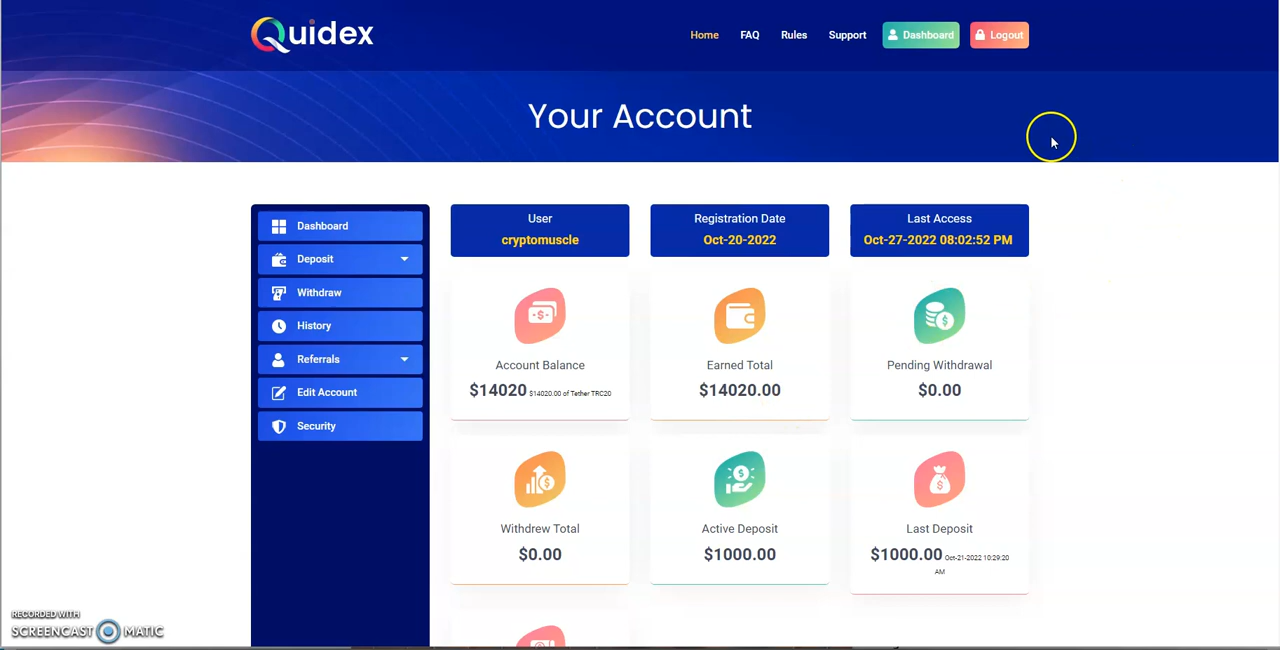 Quidex
Home FAQ Rules Support Dashboard Logout
Your Account
Dashboard
Deposit
Withdraw
History
Referrals
Edit Account
Security
User
cryptomuscle
Registration Date
Oct-20-2022
Last Access
Oct-27-2022 08:02:52 PM
Account Balance
$14020 $14020.00 of Tether TRC20
Earned Total
$14020.00
Pending Withdrawal
$0.00
Withdrew Total
$0.00
Active Deposit
$1000.00
Last Deposit
$1000.00 Oct-21-2022 10:29:20
AM
RECORDED WITH
SCREENCAST MATIC